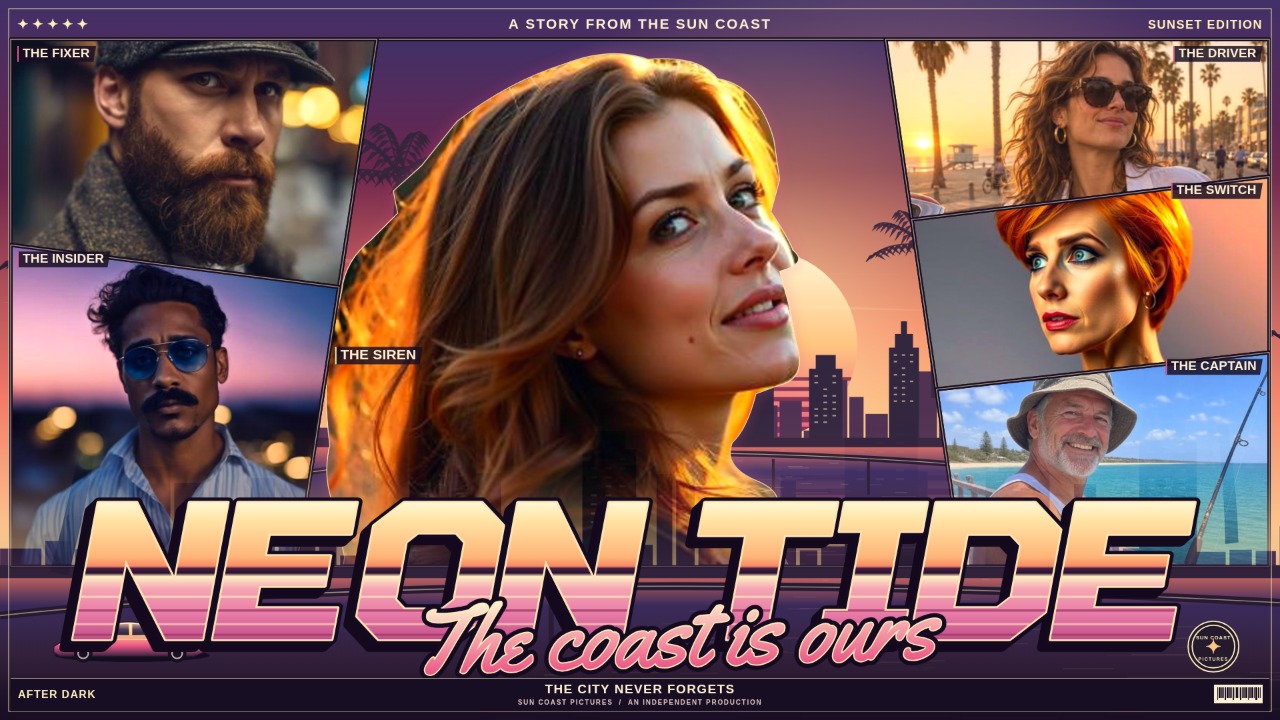 A STORY FROM THE SUN COAST
SUNSET EDITION
THE FIXER
THE DRIVER
THE SWITCH
THE INSIDER
THE SIREN
THE CAPTAIN
NEON TIDE
The coast is ours
SUN COAST
PICTURES
AFTER DARK
THE CITY NEVER FORGETS
SUN COAST PICTURES / AN INDEPENDENT PRODUCTION